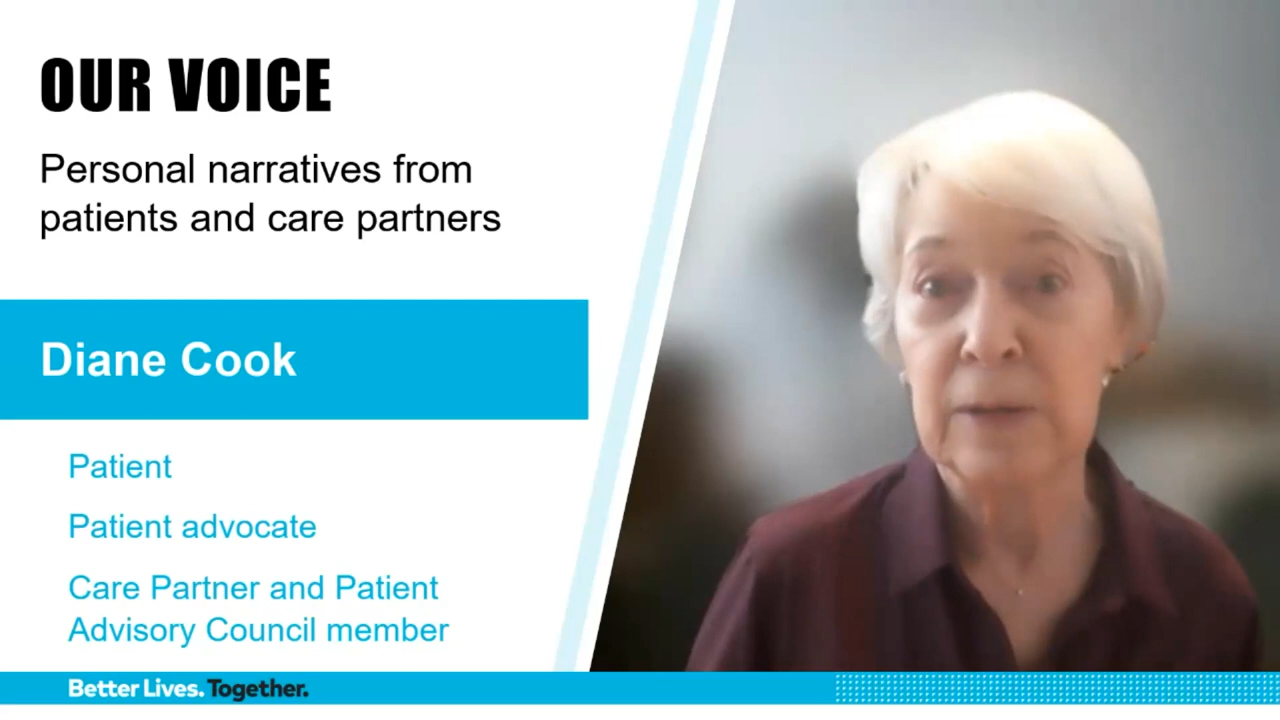 OUR VOICE
Personal narratives from
patients and care partners
Diane Cook
Patient
Patient advocate
Care Partner and Patient
Advisory Council member
Better Lives. Together.